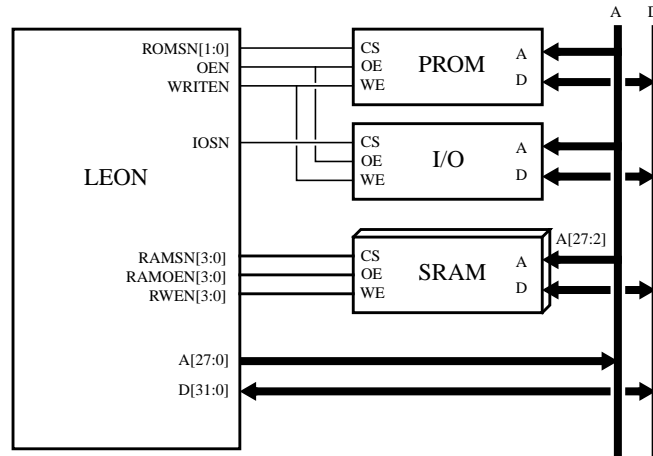 A D
ROMSN[1:0] CS A
OEN OE PROM
WRITEN WE D
IOSN CS A
LEON OE I/O
WE D
A[27:2]
RAMSN[3:0] CS A
RAMOEN[3:0] OE SRAM
RWEN[3:0] WE D
A[27:0]
D[31:0]